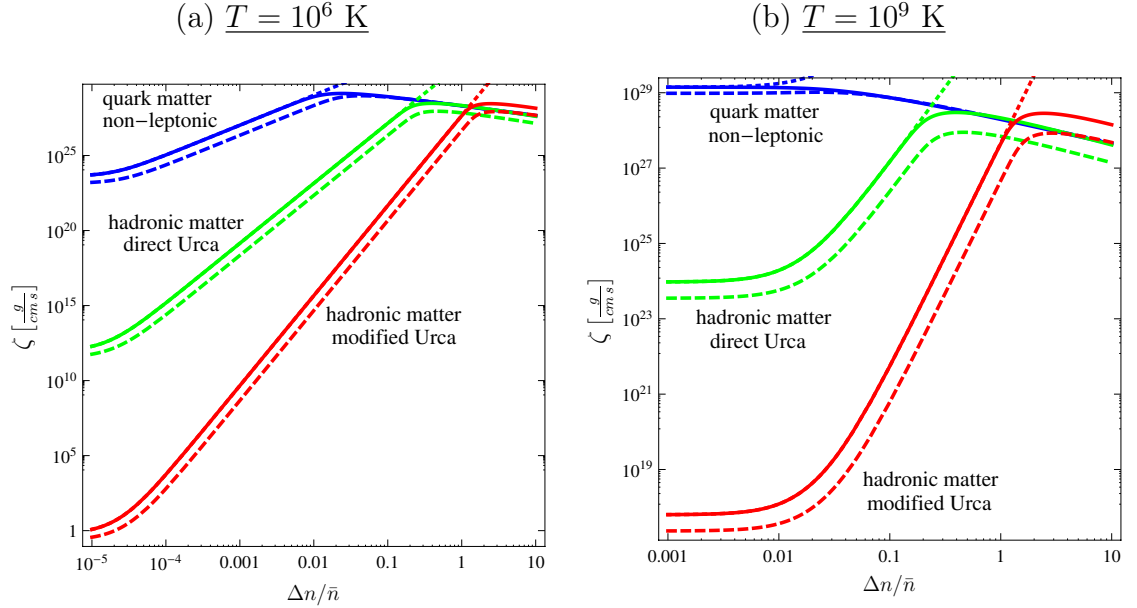 (a) T = 10⁶ K
quark matter
non−leptonic
hadronic matter
direct Urca
hadronic matter
modified Urca
10²⁵
10²⁰
10¹⁵
10¹⁰
10⁵
1
ζ [g/cm s]
10⁻⁵ 10⁻⁴ 0.001 0.01 0.1 1 10
Δn/n̄
(b) T = 10⁹ K
quark matter
non−leptonic
hadronic matter
direct Urca
hadronic matter
modified Urca
10²⁹
10²⁷
10²⁵
10²³
10²¹
10¹⁹
ζ [g/cm s]
0.001 0.01 0.1 1 10
Δn/n̄